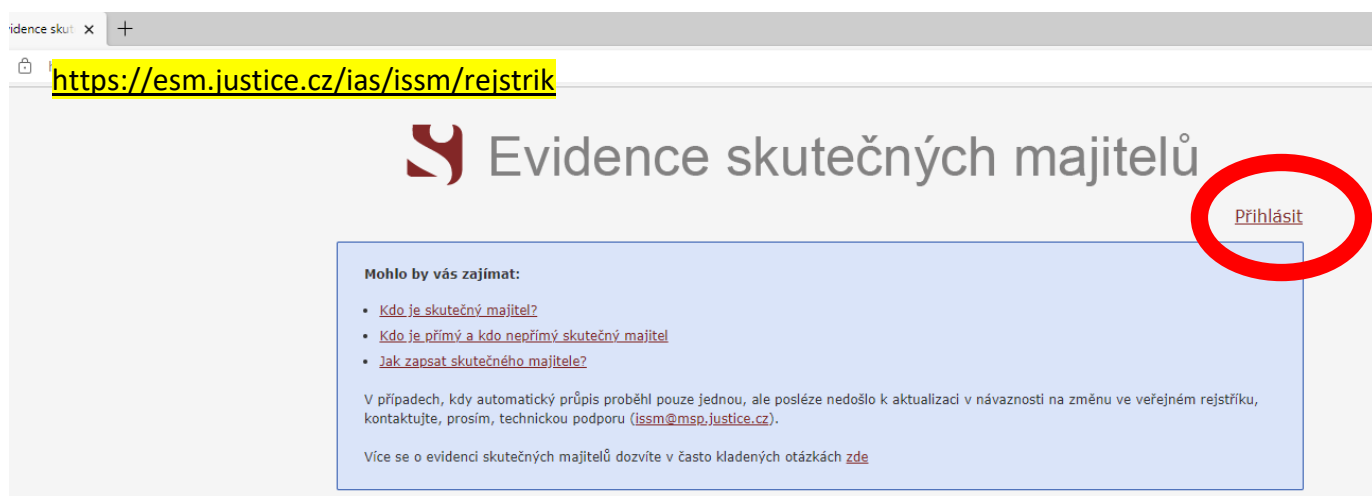 idence skut
https://esm.justice.cz/ias/issm/rejstrik
Evidence skutečných majitelů
Přihlásit
Mohlo by vás zajímat:
Kdo je skutečný majitel?
Kdo je přímý a kdo nepřímý skutečný majitel
Jak zapsat skutečného majitele?
V případech, kdy automatický průpis proběhl pouze jednou, ale posléze nedošlo k aktualizaci v návaznosti na změnu ve veřejném rejstříku,
kontaktujte, prosím, technickou podporu (issm@msp.justice.cz).
Více se o evidenci skutečných majitelů dozvíte v často kladených otázkách zde